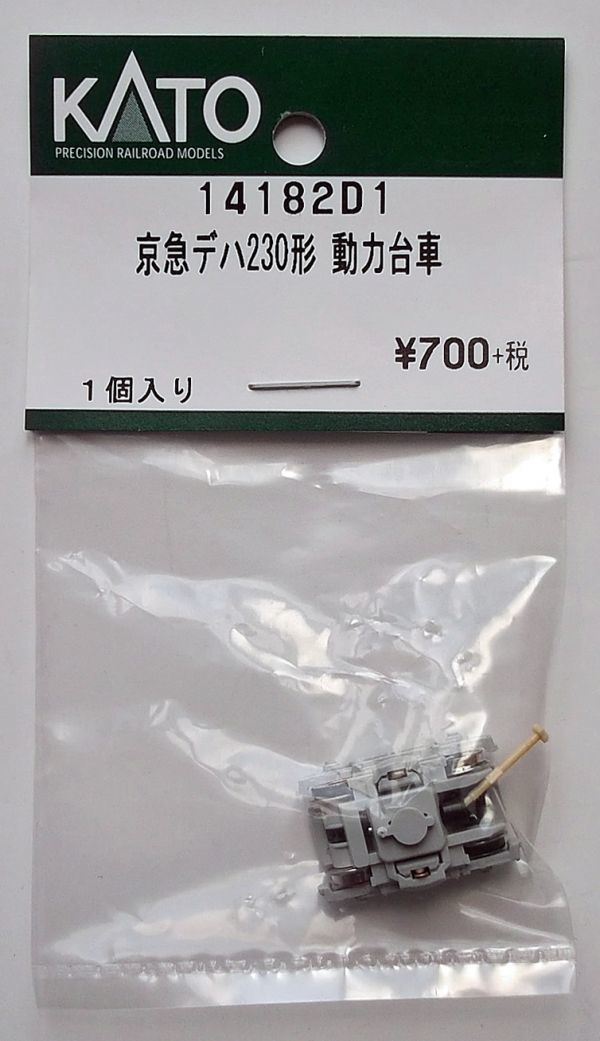 KATO
PRECISION RAILROAD MODELS
14182D1
京急デハ230形 動力台車
¥700+税
1個入り